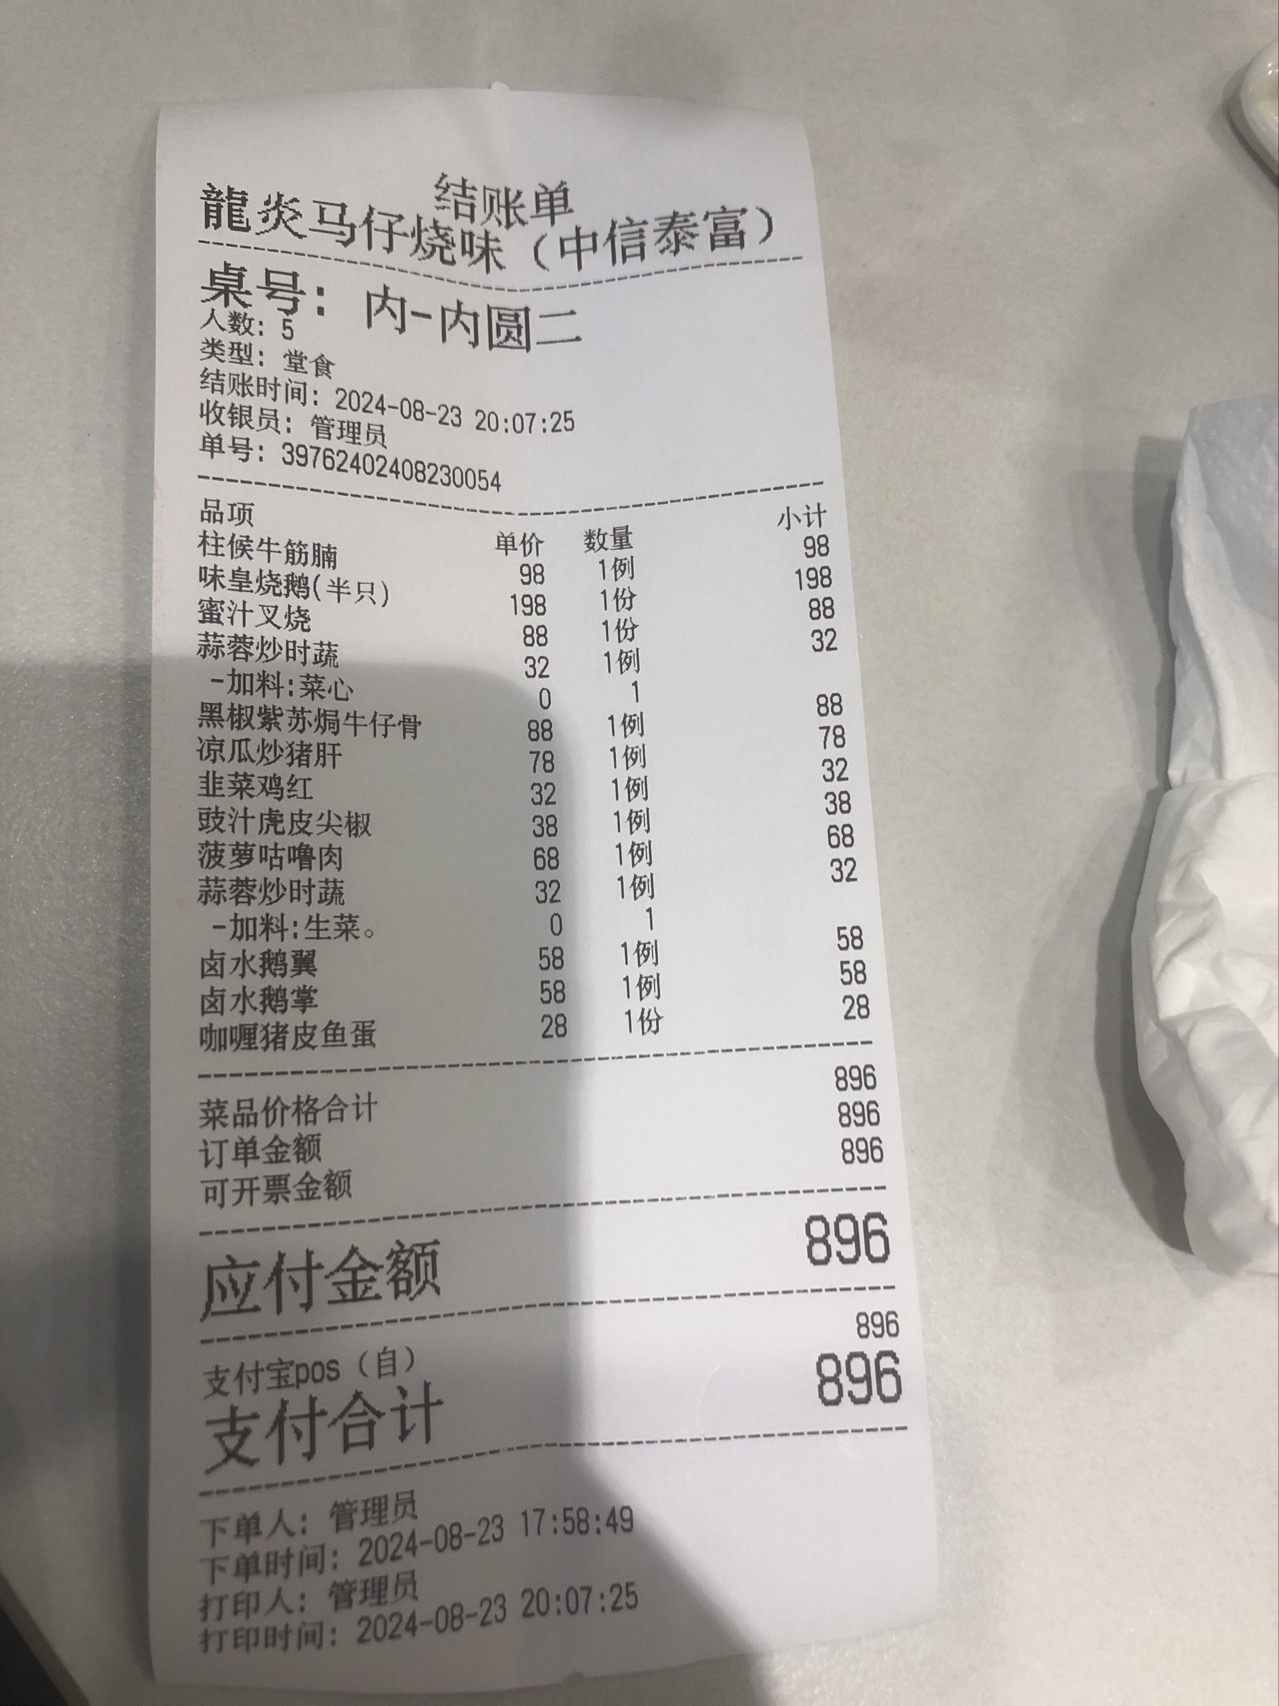 结账单
龍炎马仔烧味（中信泰富）
桌号：内-内圆二
人数：5
类型：堂食
结账时间：2024-08-23 20:07:25
收银员：管理员
单号：39762402408230054
品项 单价 数量 小计
柱候牛筋腩 98 1例 98
味皇烧鹅(半只) 198 1份 198
蜜汁叉烧 88 1份 88
蒜蓉炒时蔬 32 1例 32
-加料:菜心 0 1
黑椒紫苏焗牛仔骨 88 1例 88
凉瓜炒猪肝 78 1例 78
韭菜鸡红 32 1例 32
豉汁虎皮尖椒 38 1例 38
菠萝咕噜肉 68 1例 68
蒜蓉炒时蔬 32 1例 32
-加料:生菜。 0 1
卤水鹅翼 58 1例 58
卤水鹅掌 58 1例 58
咖喱猪皮鱼蛋 28 1份 28
菜品价格合计 896
订单金额 896
可开票金额 896
应付金额 896
支付宝pos（自） 896
支付合计 896
下单人：管理员
下单时间：2024-08-23 17:58:49
打印人：管理员
打印时间：2024-08-23 20:07:25